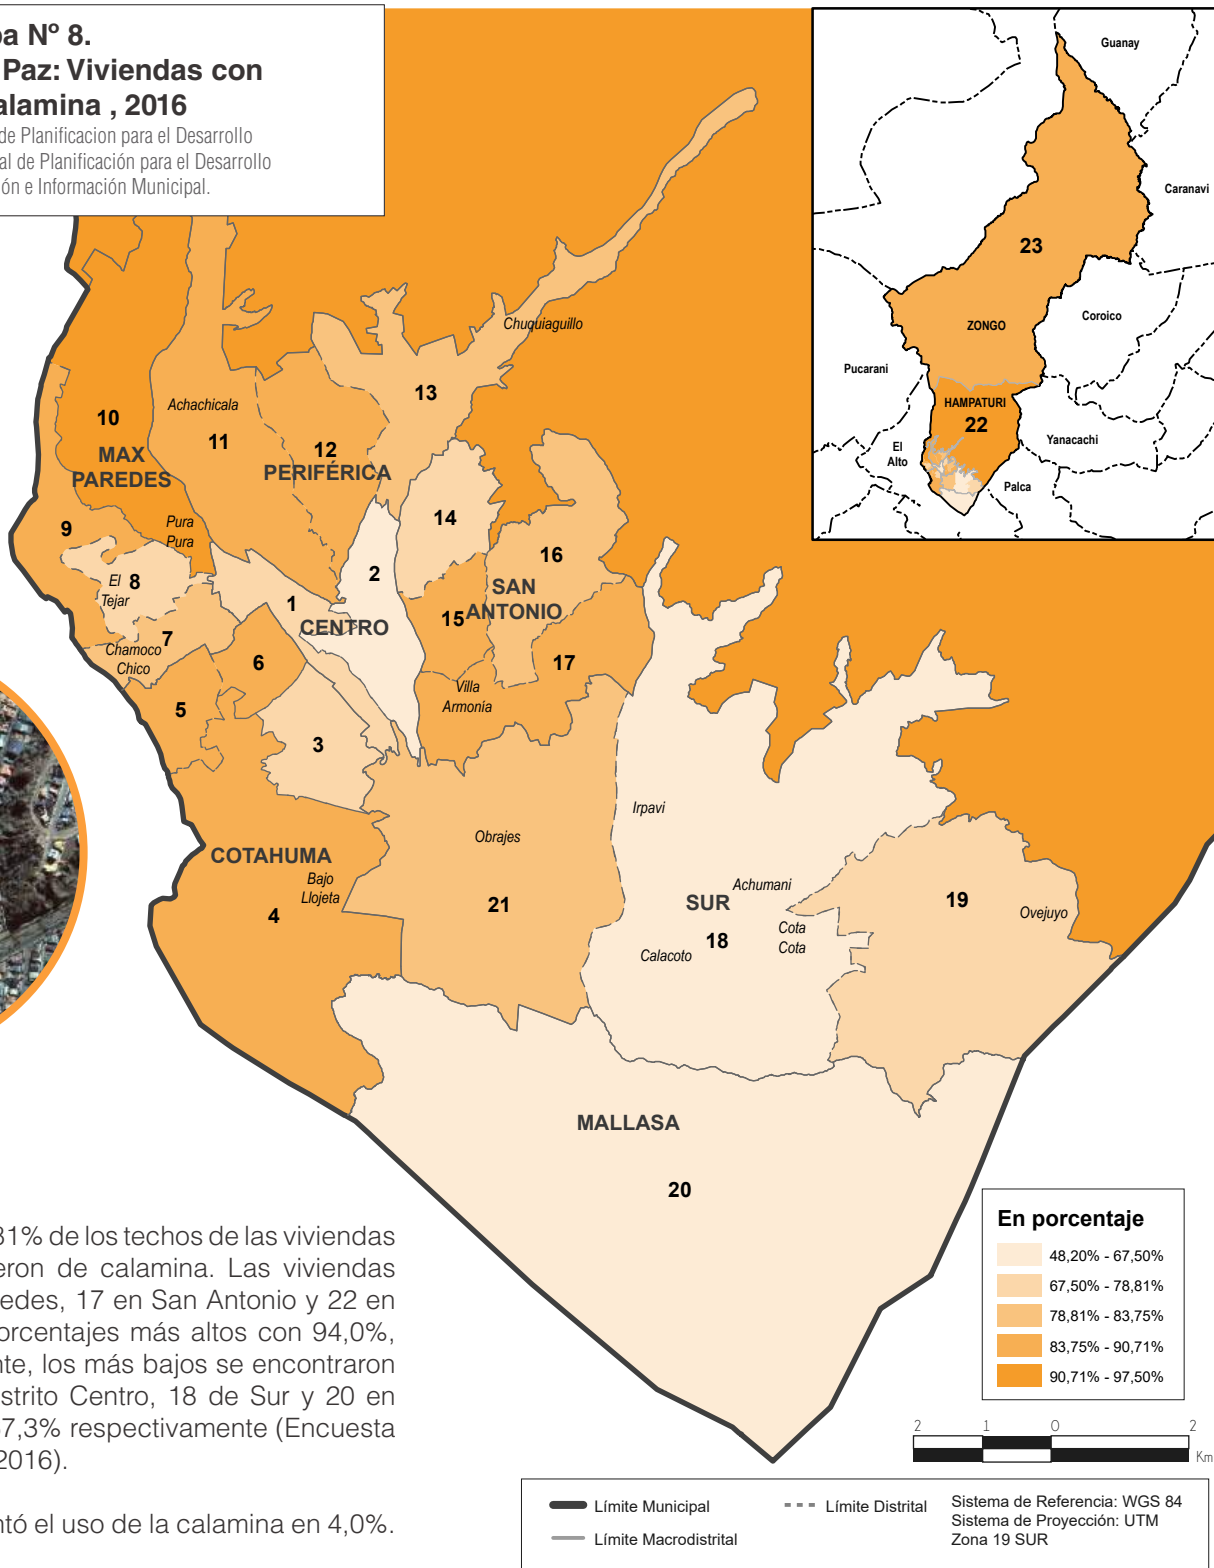 pa Nº 8.
Paz: Viviendas con
alamina , 2016
de Planificacion para el Desarrollo
al de Planificación para el Desarrollo
ón e Información Municipal.
Guanay
Caranavi
23
ZONGO
Coroico
Pucarani
HAMPATURI
22
El
Alto
Yanacachi
Palca
Chuquiaguillo
13
10
MAX
PAREDES
Achachicala
11
12
PERIFÉRICA
9
Pura
Pura
14
16
El
Tejar
8
2
SAN
ANTONIO
1
CENTRO
15
7
Chamoco
Chico
6
17
5
Villa
Armonía
3
Irpavi
Obrajes
COTAHUMA
Bajo
Llojeta
4
21
Achumani
SUR
18
Calacoto
Cota
Cota
19
Ovejuyo
MALLASA
20
31% de los techos de las viviendas
eron de calamina. Las viviendas
edes, 17 en San Antonio y 22 en
orcentajes más altos con 94,0%,
nte, los más bajos se encontraron
strito Centro, 18 de Sur y 20 en
7,3% respectivamente (Encuesta
2016).
ntó el uso de la calamina en 4,0%.
En porcentaje
48,20% - 67,50%
67,50% - 78,81%
78,81% - 83,75%
83,75% - 90,71%
90,71% - 97,50%
2 1 0 2
Km
Límite Municipal
Límite Macrodistrital
Límite Distrital
Sistema de Referencia: WGS 84
Sistema de Proyección: UTM
Zona 19 SUR